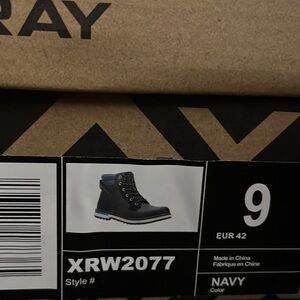 RAY
XRW2077
Style #
9
EUR 42
Made in China
Fabriqué en Chine
NAVY
Color